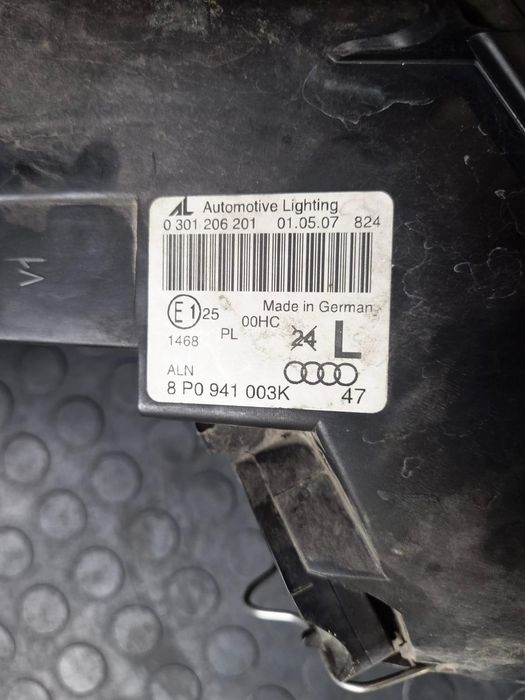 AL Automotive Lighting
0 301 206 201 01.05.07 824
Made in German
E1 25 00HC
1468 PL 24 L
ALN
8 P0 941 003K 47
V1